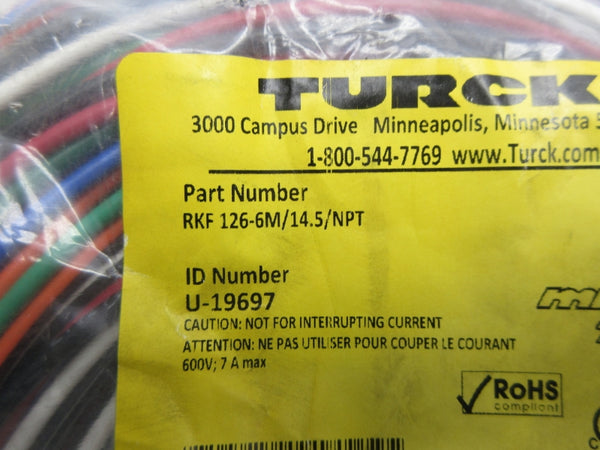 TURCK
3000 Campus Drive Minneapolis, Minnesota 5
1-800-544-7769 www.Turck.com
Part Number
RKF 126-6M/14.5/NPT
ID Number
U-19697
CAUTION: NOT FOR INTERRUPTING CURRENT
ATTENTION: NE PAS UTILISER POUR COUPER LE COURANT
600V; 7 A max
RoHS
compliant